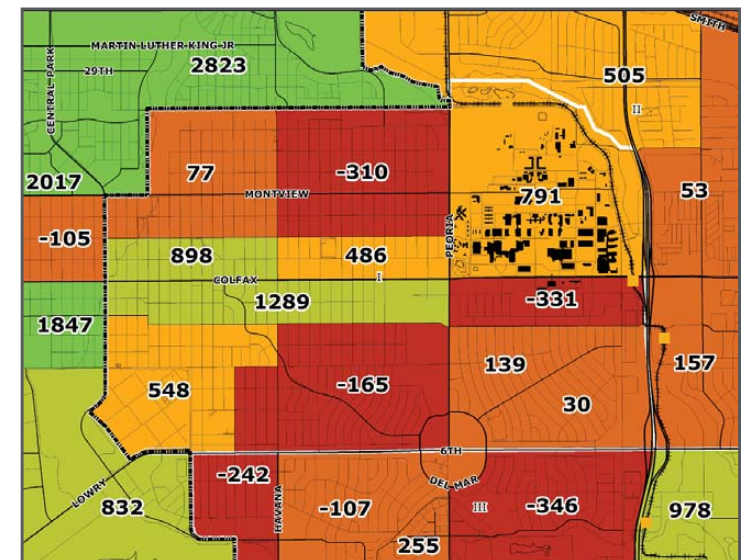 SMITH
MARTIN LUTHER KING JR
2823
29TH
CENTRAL PARK
505
II
2017
77
-310
53
MONTVIEW
791
-105
PEORIA
898
486
COLFAX
I
1289
-331
1847
548
-165
139
157
30
6TH
-242
DEL MAR
LOWRY
832
HAVANA
-107
III
-346
978
255